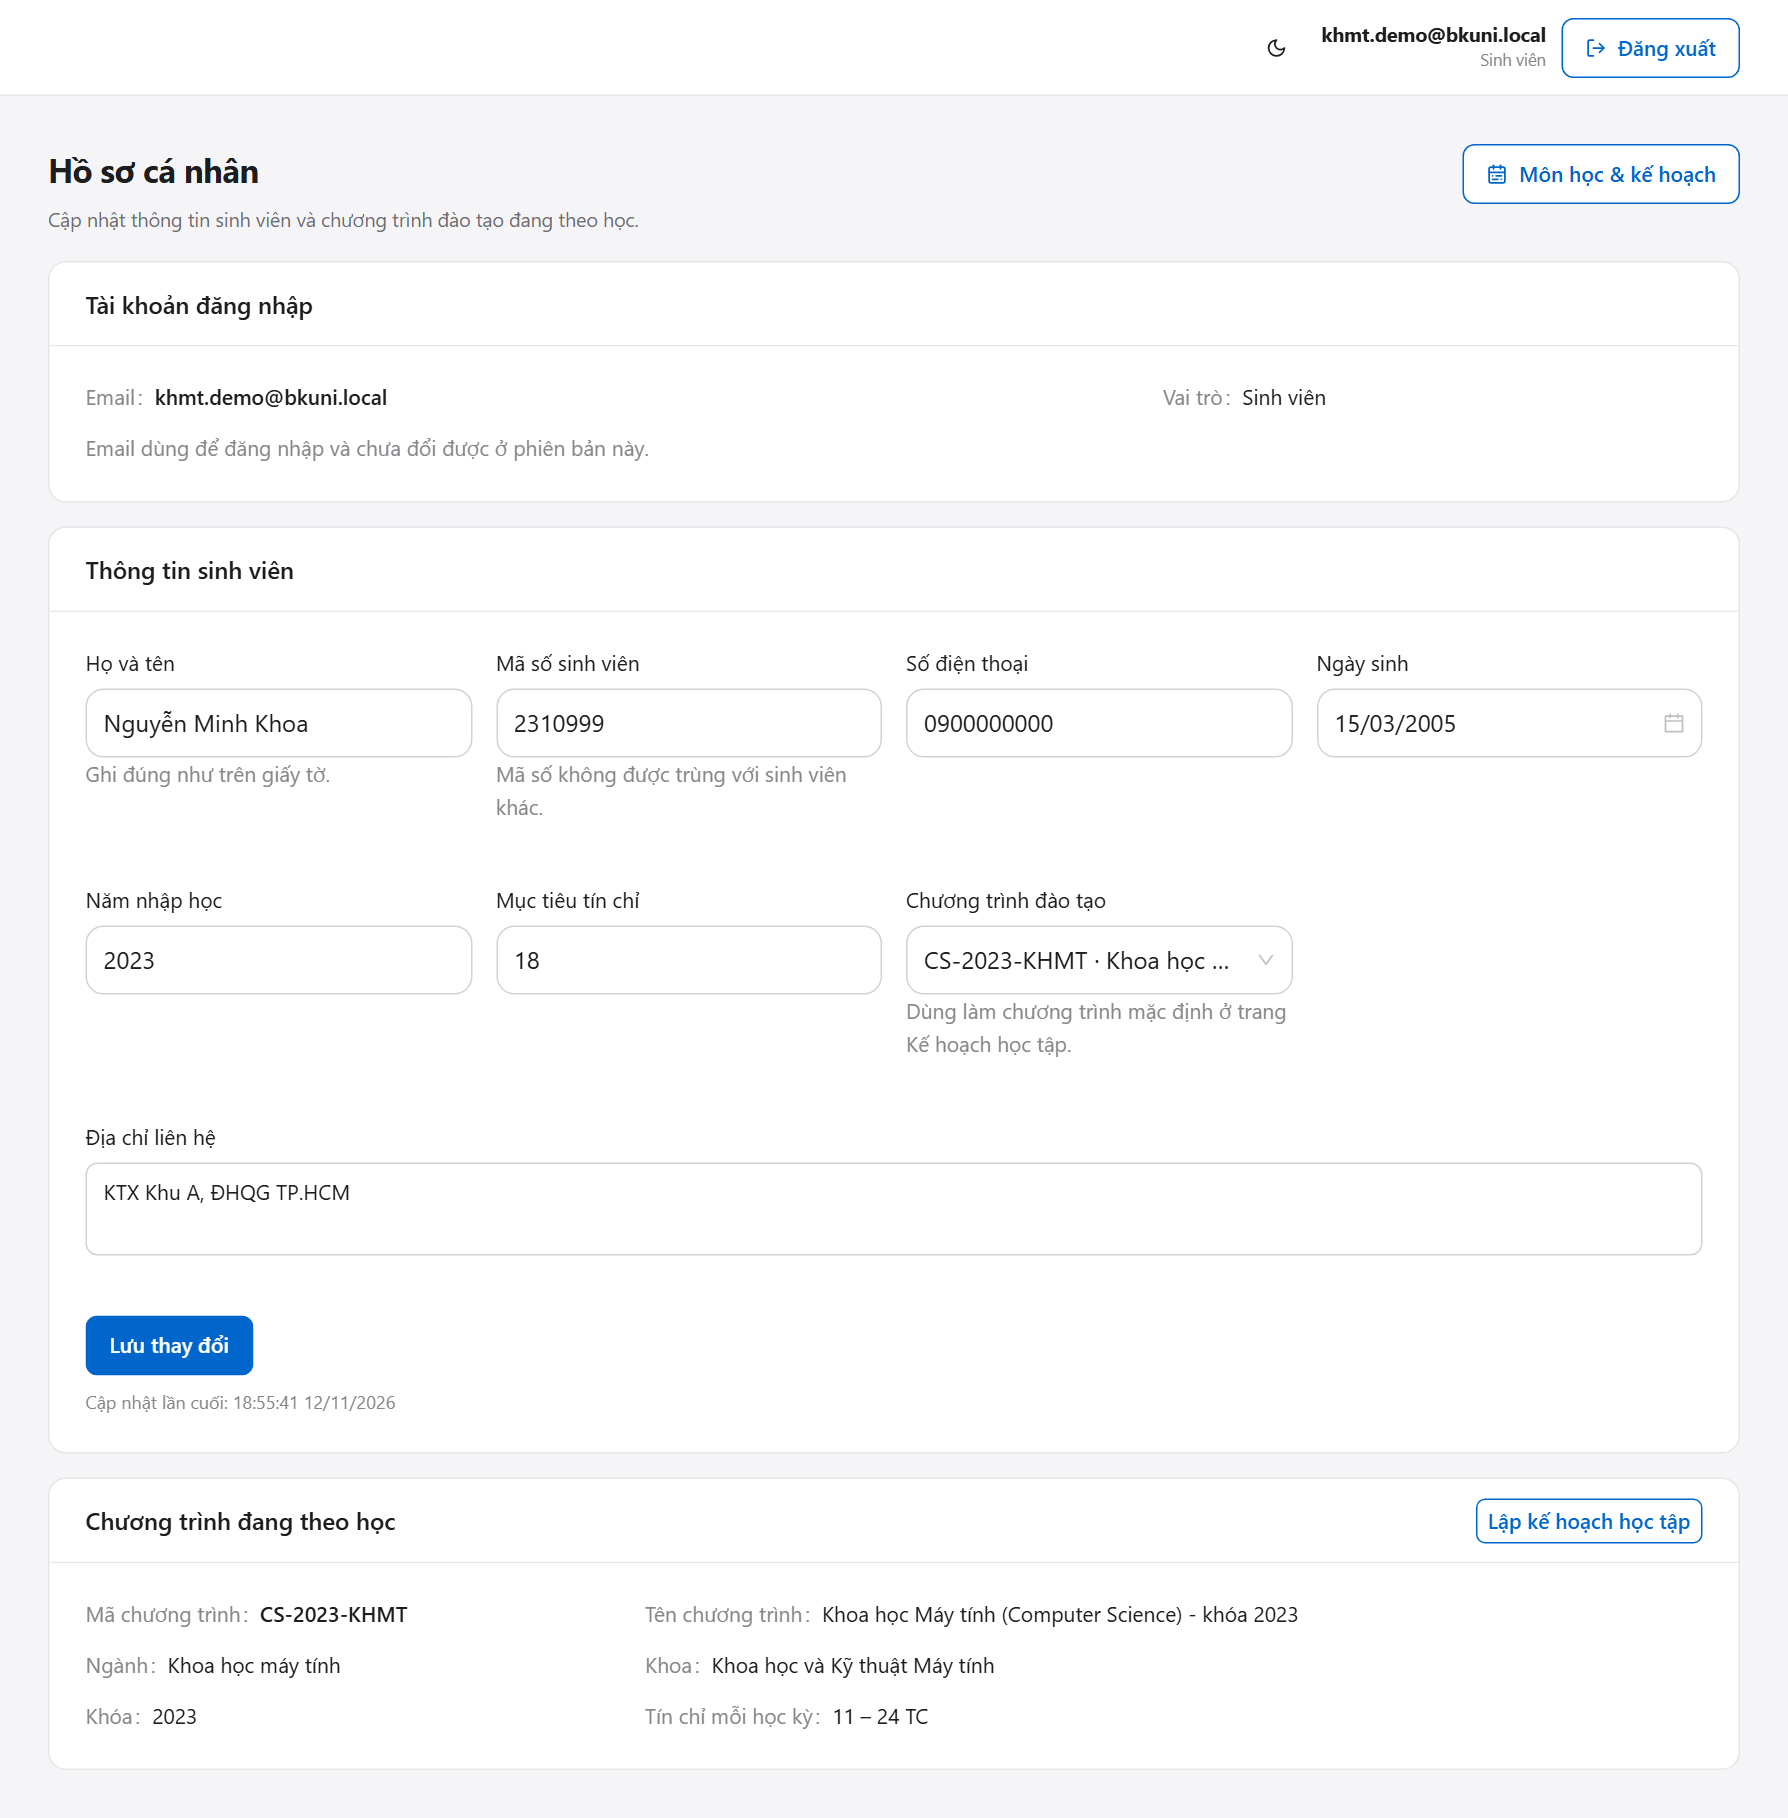 khmt.demo@bkuni.local
Sinh viên
Đăng xuất
Hồ sơ cá nhân
Môn học & kế hoạch
Cập nhật thông tin sinh viên và chương trình đào tạo đang theo học.
Tài khoản đăng nhập
Email: khmt.demo@bkuni.local
Vai trò: Sinh viên
Email dùng để đăng nhập và chưa đổi được ở phiên bản này.
Thông tin sinh viên
Họ và tên
Nguyễn Minh Khoa
Ghi đúng như trên giấy tờ.
Mã số sinh viên
2310999
Mã số không được trùng với sinh viên
khác.
Số điện thoại
0900000000
Ngày sinh
15/03/2005
Năm nhập học
2023
Mục tiêu tín chỉ
18
Chương trình đào tạo
CS-2023-KHMT · Khoa học ...
Dùng làm chương trình mặc định ở trang
Kế hoạch học tập.
Địa chỉ liên hệ
KTX Khu A, ĐHQG TP.HCM
Lưu thay đổi
Cập nhật lần cuối: 18:55:41 12/11/2026
Chương trình đang theo học
Lập kế hoạch học tập
Mã chương trình: CS-2023-KHMT
Tên chương trình: Khoa học Máy tính (Computer Science) - khóa 2023
Ngành: Khoa học máy tính
Khoa: Khoa học và Kỹ thuật Máy tính
Khóa: 2023
Tín chỉ mỗi học kỳ: 11 – 24 TC